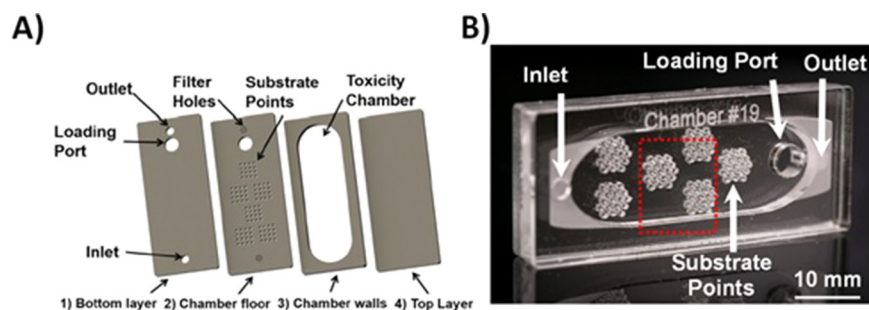 A)
Outlet
Filter
Holes
Substrate
Points
Toxicity
Chamber
Loading
Port
Inlet
1) Bottom layer
2) Chamber floor
3) Chamber walls
4) Top Layer
B)
Inlet
Loading Port
Outlet
Chamber #19
Substrate
Points
10 mm